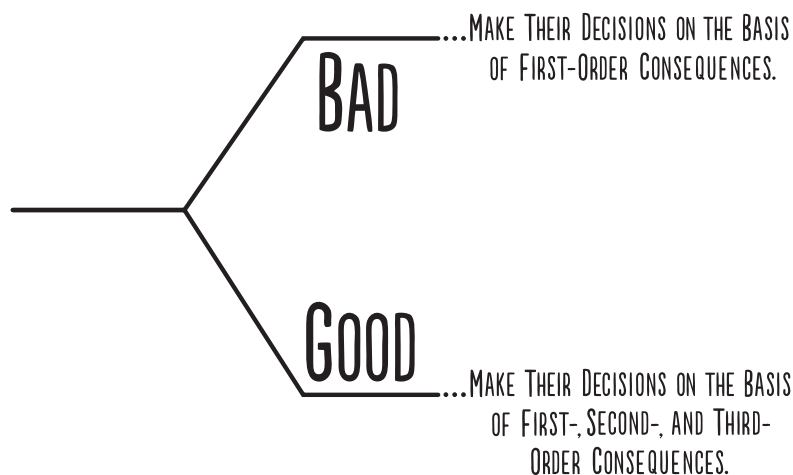 ...Make Their Decisions on the Basis
of First-Order Consequences.
Bad
Good
...Make Their Decisions on the Basis
of First-, Second-, and Third-
Order Consequences.